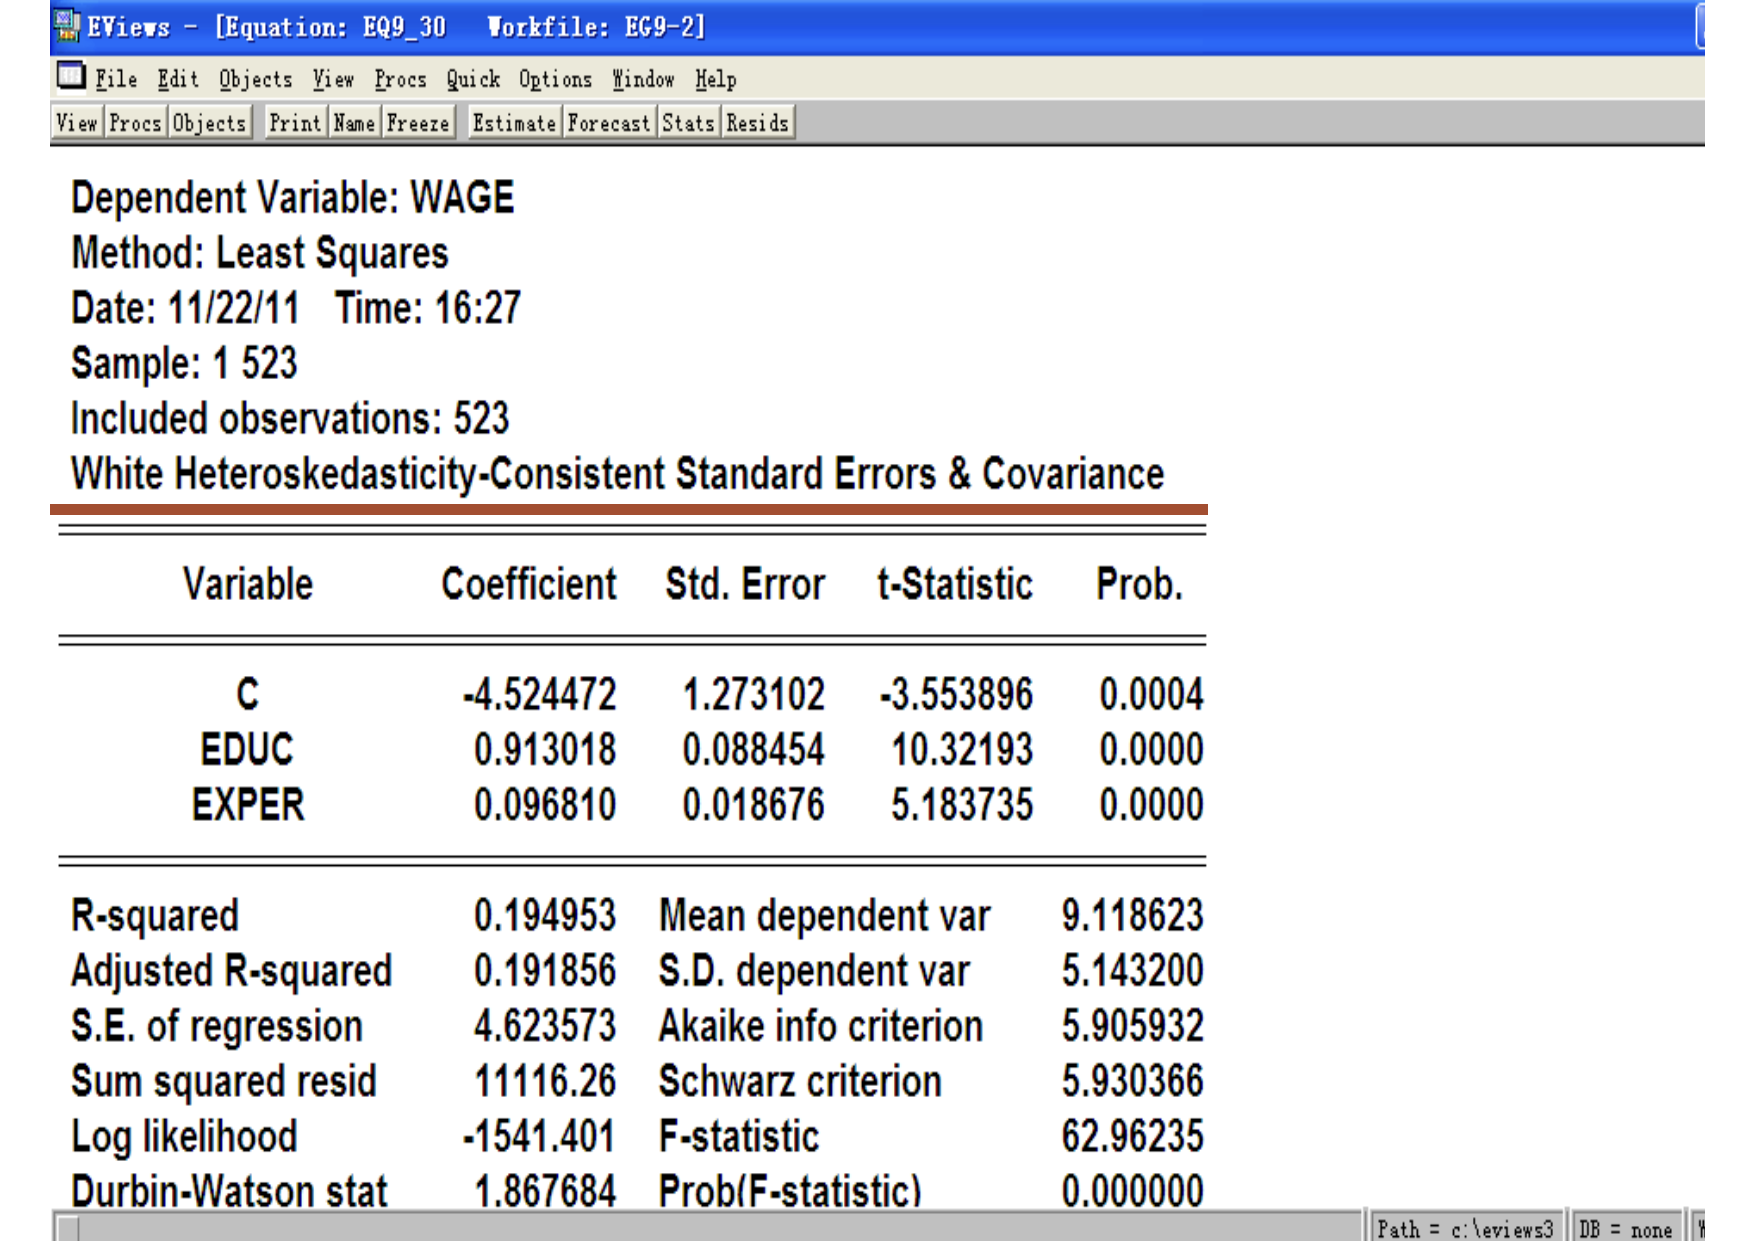 EViews - [Equation: EQ9_30 Workfile: EG9-2]
File Edit Objects View Procs Quick Options Window Help
View Procs Objects Print Name Freeze Estimate Forecast Stats Resids
Dependent Variable: WAGE
Method: Least Squares
Date: 11/22/11 Time: 16:27
Sample: 1 523
Included observations: 523
White Heteroskedasticity-Consistent Standard Errors & Covariance
Variable Coefficient Std. Error t-Statistic Prob.
C -4.524472 1.273102 -3.553896 0.0004
EDUC 0.913018 0.088454 10.32193 0.0000
EXPER 0.096810 0.018676 5.183735 0.0000
R-squared 0.194953 Mean dependent var 9.118623
Adjusted R-squared 0.191856 S.D. dependent var 5.143200
S.E. of regression 4.623573 Akaike info criterion 5.905932
Sum squared resid 11116.26 Schwarz criterion 5.930366
Log likelihood -1541.401 F-statistic 62.96235
Durbin-Watson stat 1.867684 Prob(F-statistic) 0.000000
Path = c:\eviews3 DB = none